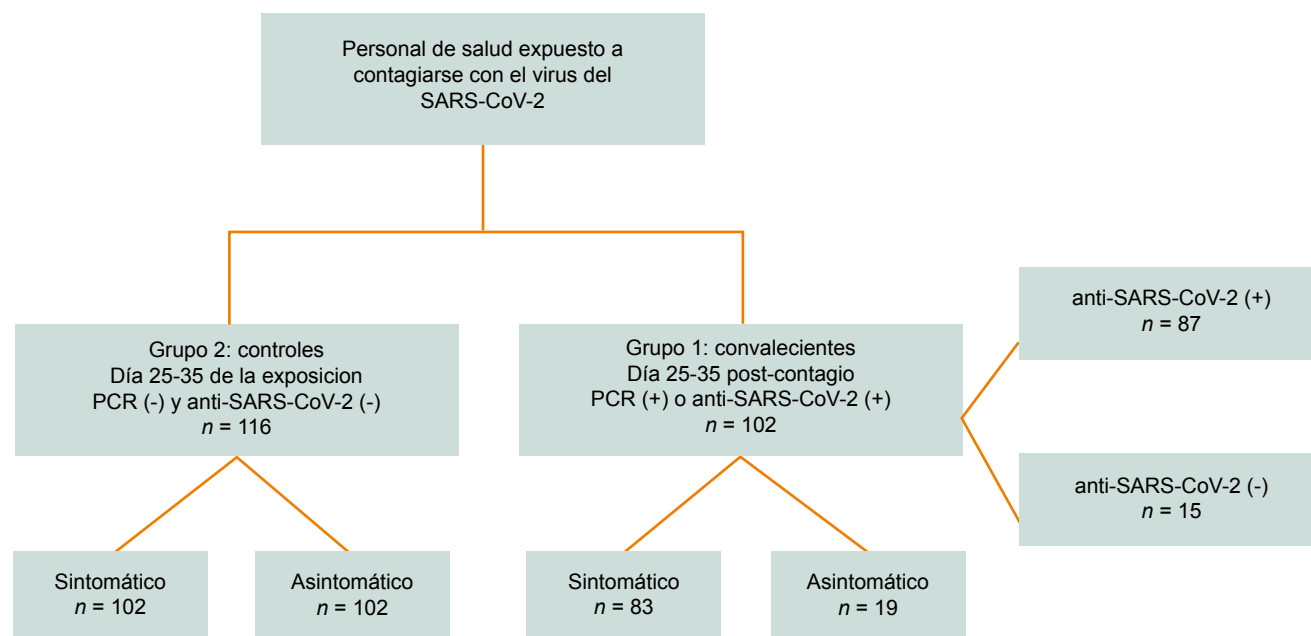 Personal de salud expuesto a
contagiarse con el virus del
SARS-CoV-2
Grupo 2: controles
Día 25-35 de la exposicion
PCR (-) y anti-SARS-CoV-2 (-)
n = 116
Grupo 1: convalecientes
Día 25-35 post-contagio
PCR (+) o anti-SARS-CoV-2 (+)
n = 102
anti-SARS-CoV-2 (+)
n = 87
anti-SARS-CoV-2 (-)
n = 15
Sintomático
n = 102
Asintomático
n = 102
Sintomático
n = 83
Asintomático
n = 19